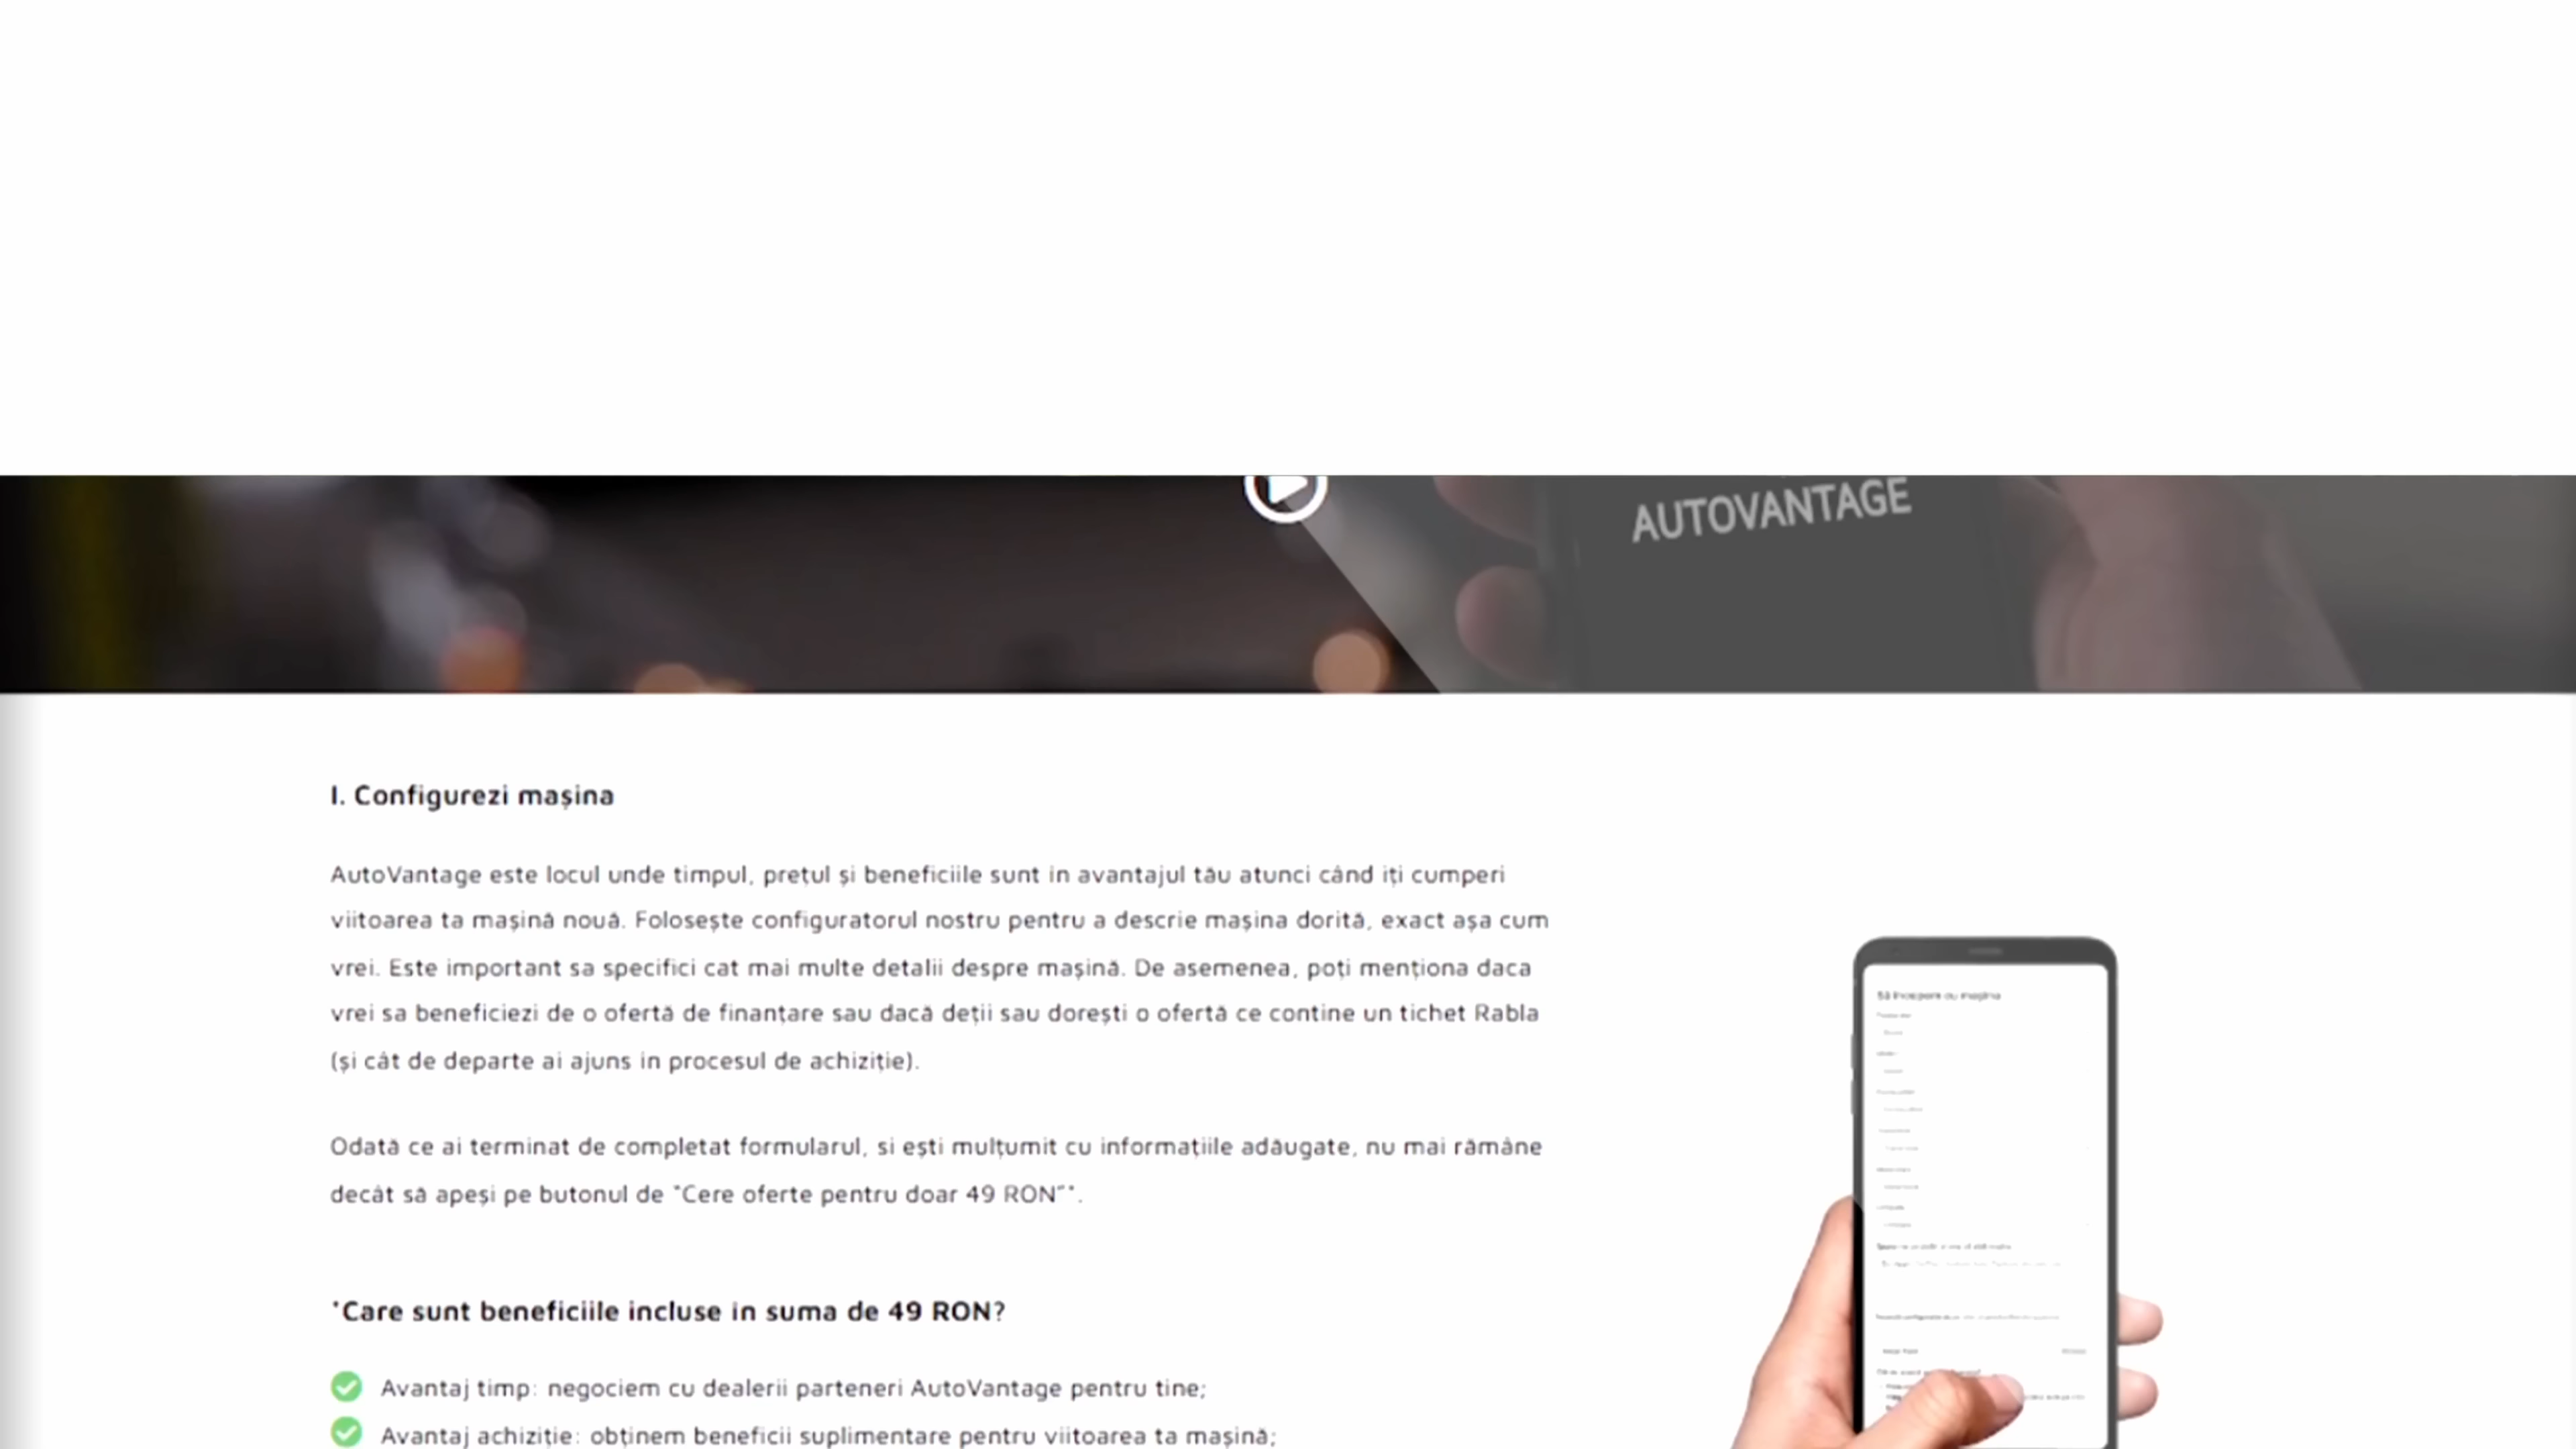 AUTOVANTAGE
I. Configurezi mașina
AutoVantage este locul unde timpul, prețul și beneficiile sunt in avantajul tău atunci când iți cumperi
viitoarea ta mașină nouă. Folosește configuratorul nostru pentru a descrie mașina dorită, exact așa cum
vrei. Este important sa specifici cat mai multe detalii despre mașină. De asemenea, poți menționa daca
vrei sa beneficiezi de o ofertă de finanțare sau dacă deții sau dorești o ofertă ce contine un tichet Rabla
(și cât de departe ai ajuns in procesul de achiziție).
Odată ce ai terminat de completat formularul, si ești mulțumit cu informațiile adăugate, nu mai rămâne
decât să apeși pe butonul de "Cere oferte pentru doar 49 RON"*.
*Care sunt beneficiile incluse in suma de 49 RON?
Avantaj timp: negociem cu dealerii parteneri AutoVantage pentru tine;
Avantaj achiziție: obținem beneficii suplimentare pentru viitoarea ta mașină;
Să începem cu mașina